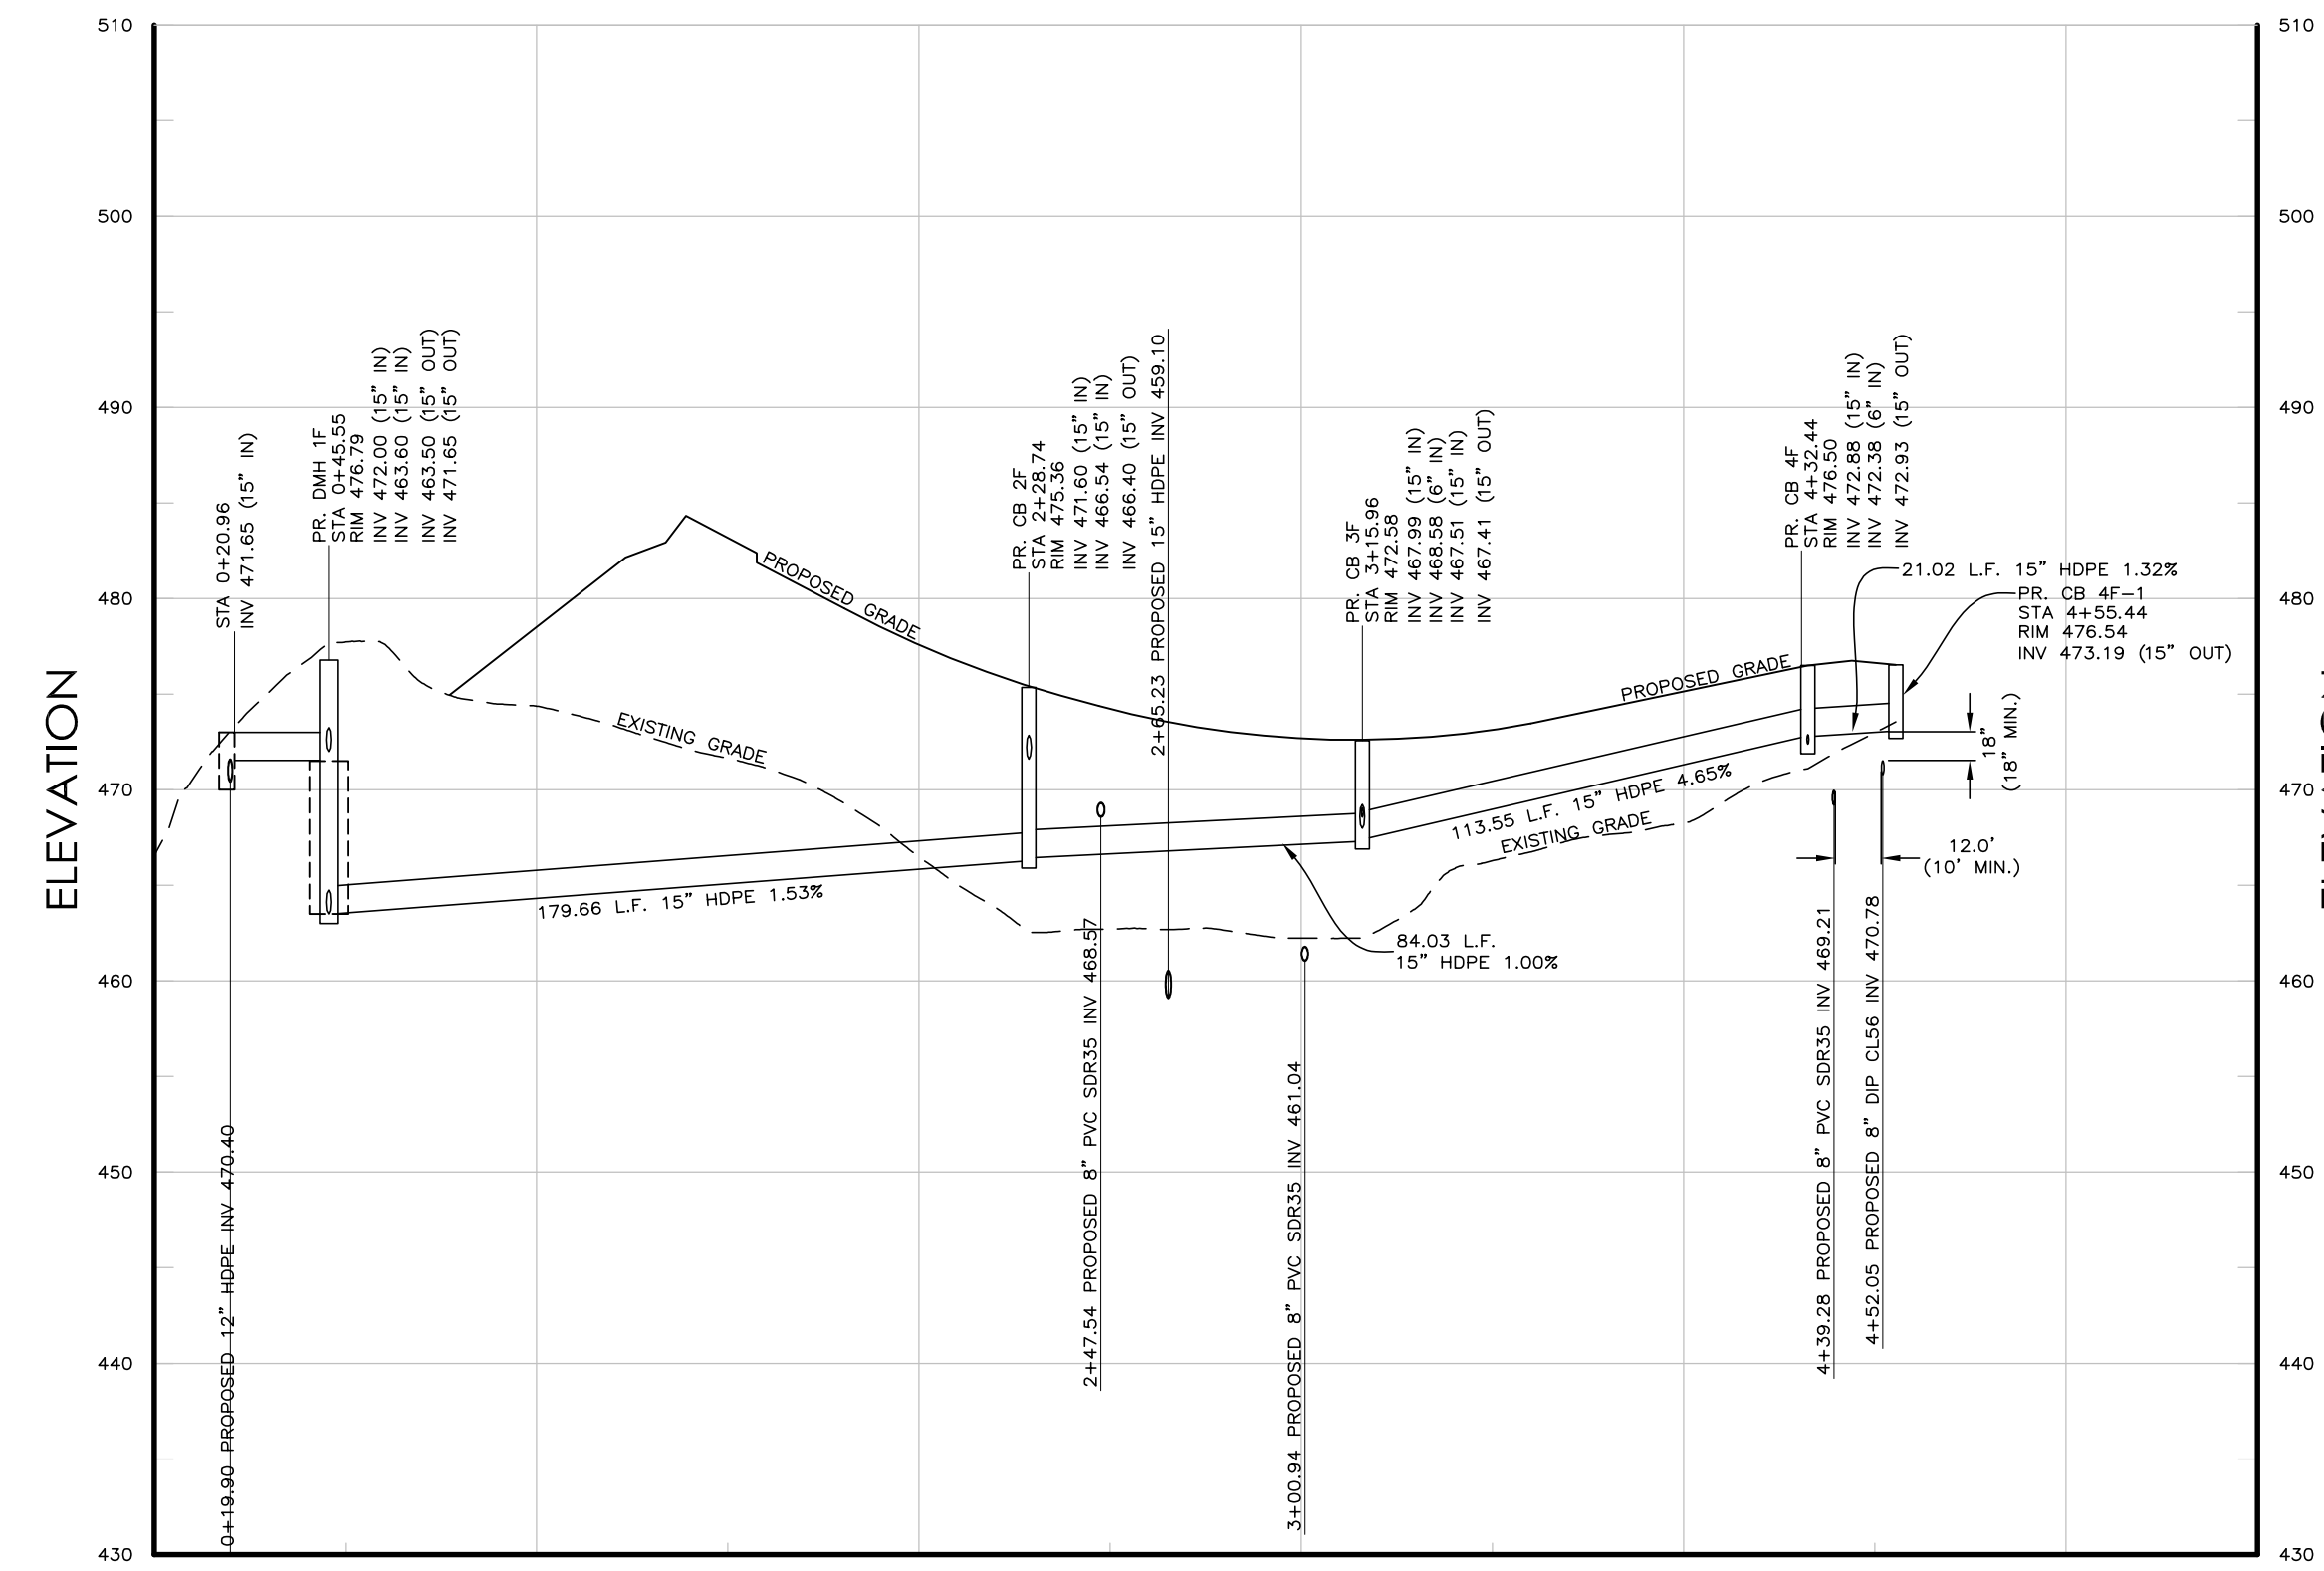 510
500
490
480
470
460
450
440
430
ELEVATION
STA 0+20.96
INV 471.65 (15" IN)
0+19.90 PROPOSED 12" HDPE INV 470.40
PR. DMH 1F
STA 0+45.55
RIM 476.79
INV 472.00 (15" IN)
INV 463.60 (15" IN)
INV 463.50 (15" OUT)
INV 471.65 (15" OUT)
PROPOSED GRADE
EXISTING GRADE
179.66 L.F. 15" HDPE 1.53%
PR. CB 2F
STA 2+28.74
RIM 475.36
INV 471.60 (15" IN)
INV 466.54 (15" IN)
INV 466.40 (15" OUT)
2+47.54 PROPOSED 8" PVC SDR35 INV 468.57
2+65.23 PROPOSED 15" HDPE INV 459.10
3+00.94 PROPOSED 8" PVC SDR35 INV 461.04
PR. CB 3F
STA 3+15.96
RIM 472.58
INV 467.99 (15" IN)
INV 468.58 (6" IN)
INV 467.51 (15" IN)
INV 467.41 (15" OUT)
84.03 L.F.
15" HDPE 1.00%
PROPOSED GRADE
113.55 L.F. 15" HDPE 4.65%
EXISTING GRADE
PR. CB 4F
STA 4+32.44
RIM 476.50
INV 472.88 (15" IN)
INV 472.38 (6" IN)
INV 472.93 (15" OUT)
21.02 L.F. 15" HDPE 1.32%
PR. CB 4F-1
STA 4+55.44
RIM 476.54
INV 473.19 (15" OUT)
18"
(18" MIN.)
12.0'
(10' MIN.)
4+39.28 PROPOSED 8" PVC SDR35 INV 469.21
4+52.05 PROPOSED 8" DIP CL56 INV 470.78
510
500
490
480
470
460
450
440
430